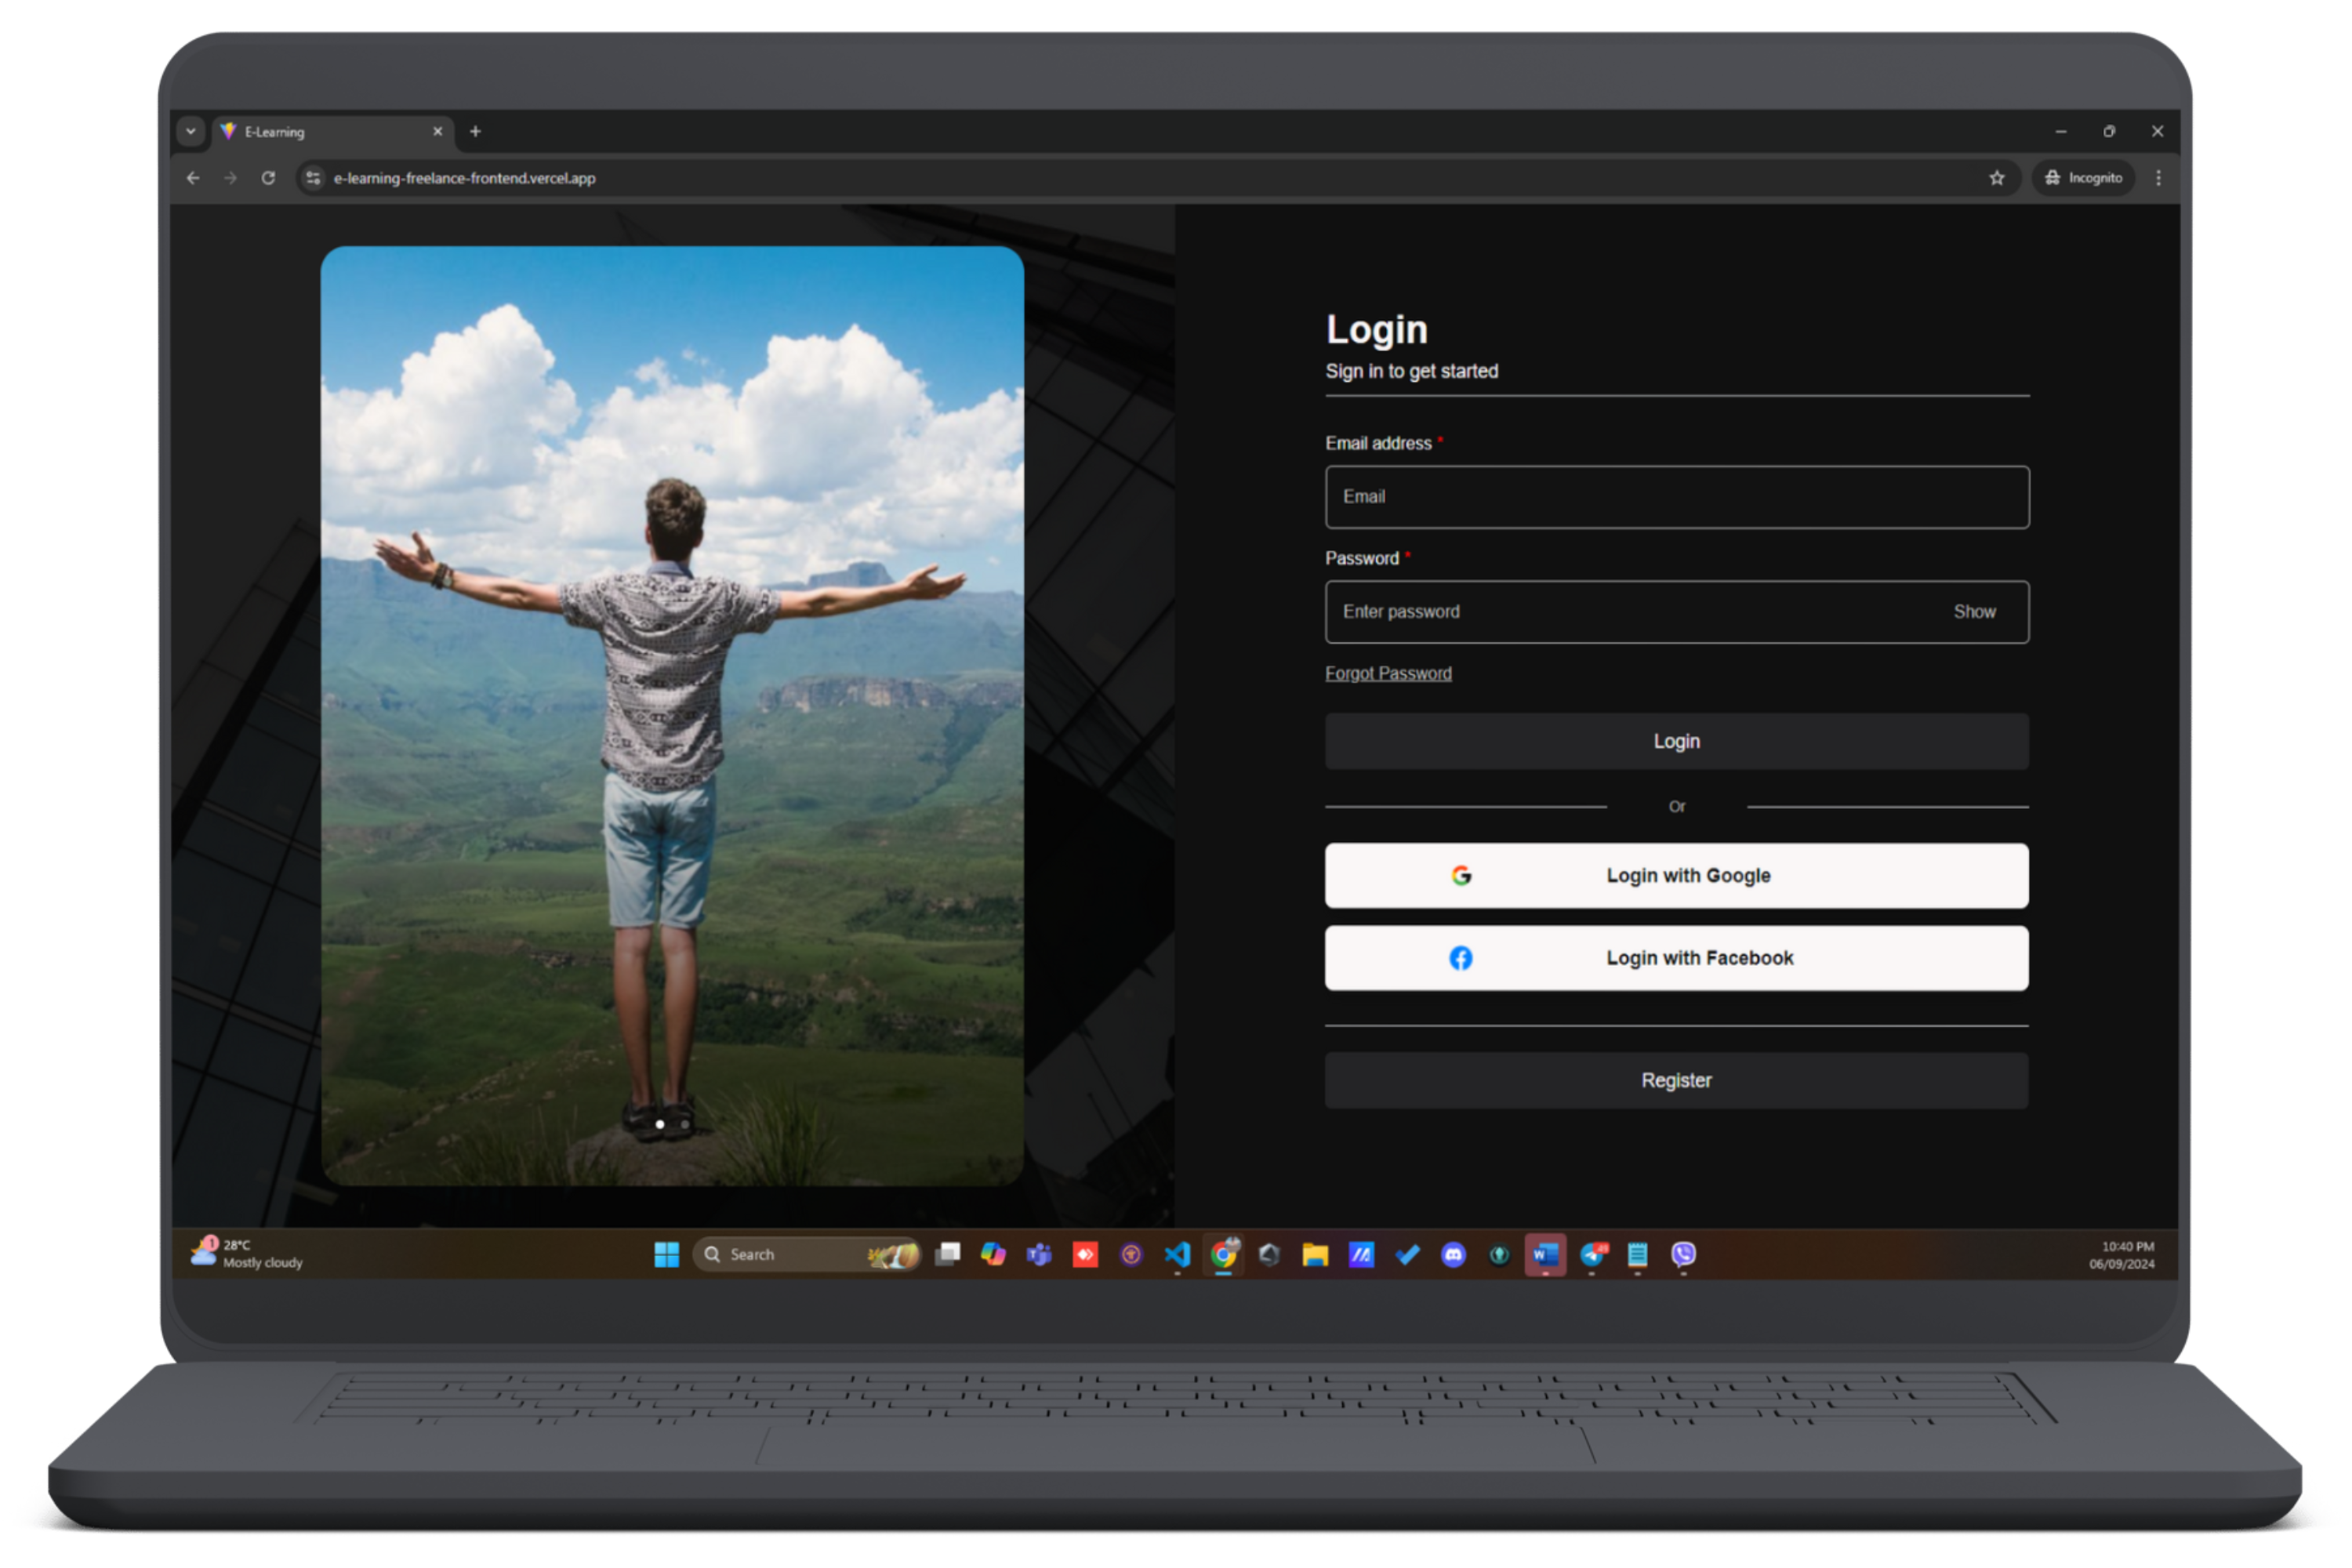 E-Learning
e-learning-freelance-frontend.vercel.app
Incognito
Login
Sign in to get started
Email address *
Email
Password *
Enter password
Show
Forgot Password
Login
Or
Login with Google
Login with Facebook
Register
1
28°C
Mostly cloudy
Search
10:40 PM
06/09/2024